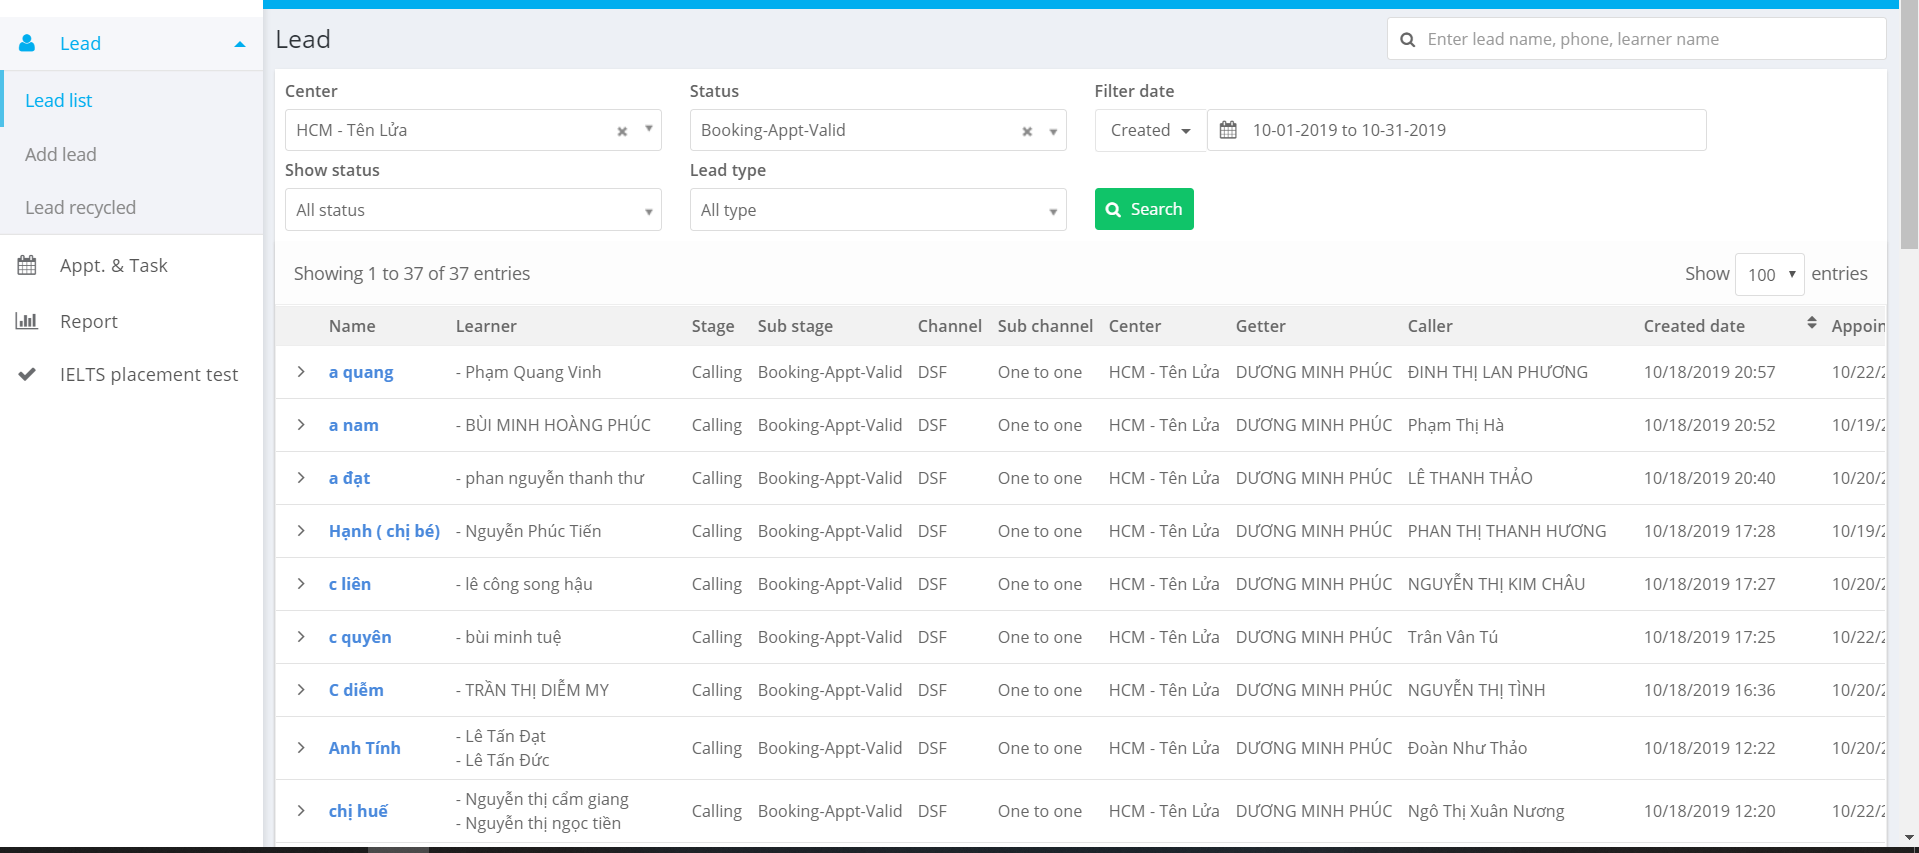 Lead
Lead list
Add lead
Lead recycled
Appt. & Task
Report
IELTS placement test
Lead
Enter lead name, phone, learner name
Center Status Filter date
HCM - Tên Lửa Booking-Appt-Valid Created 10-01-2019 to 10-31-2019
Show status Lead type
All status All type Search
Showing 1 to 37 of 37 entries Show 100 entries
Name Learner Stage Sub stage Channel Sub channel Center Getter Caller Created date Appoin
a quang - Phạm Quang Vinh Calling Booking-Appt-Valid DSF One to one HCM - Tên Lửa DƯƠNG MINH PHÚC ĐINH THỊ LAN PHƯƠNG 10/18/2019 20:57 10/22/2
a nam - BÙI MINH HOÀNG PHÚC Calling Booking-Appt-Valid DSF One to one HCM - Tên Lửa DƯƠNG MINH PHÚC Phạm Thị Hà 10/18/2019 20:52 10/19/2
a đạt - phan nguyễn thanh thư Calling Booking-Appt-Valid DSF One to one HCM - Tên Lửa DƯƠNG MINH PHÚC LÊ THANH THẢO 10/18/2019 20:40 10/20/2
Hạnh ( chị bé) - Nguyễn Phúc Tiến Calling Booking-Appt-Valid DSF One to one HCM - Tên Lửa DƯƠNG MINH PHÚC PHAN THỊ THANH HƯƠNG 10/18/2019 17:28 10/19/2
c liên - lê công song hậu Calling Booking-Appt-Valid DSF One to one HCM - Tên Lửa DƯƠNG MINH PHÚC NGUYỄN THỊ KIM CHÂU 10/18/2019 17:27 10/20/2
c quyên - bùi minh tuệ Calling Booking-Appt-Valid DSF One to one HCM - Tên Lửa DƯƠNG MINH PHÚC Trân Vân Tú 10/18/2019 17:25 10/22/2
C diễm - TRẦN THỊ DIỄM MY Calling Booking-Appt-Valid DSF One to one HCM - Tên Lửa DƯƠNG MINH PHÚC NGUYỄN THỊ TÌNH 10/18/2019 16:36 10/20/2
Anh Tính - Lê Tấn Đạt Calling Booking-Appt-Valid DSF One to one HCM - Tên Lửa DƯƠNG MINH PHÚC Đoàn Như Thảo 10/18/2019 12:22 10/20/2
- Lê Tấn Đức
chị huế - Nguyễn thị cẩm giang Calling Booking-Appt-Valid DSF One to one HCM - Tên Lửa DƯƠNG MINH PHÚC Ngô Thị Xuân Nương 10/18/2019 12:20 10/22/2
- Nguyễn thị ngọc tiền